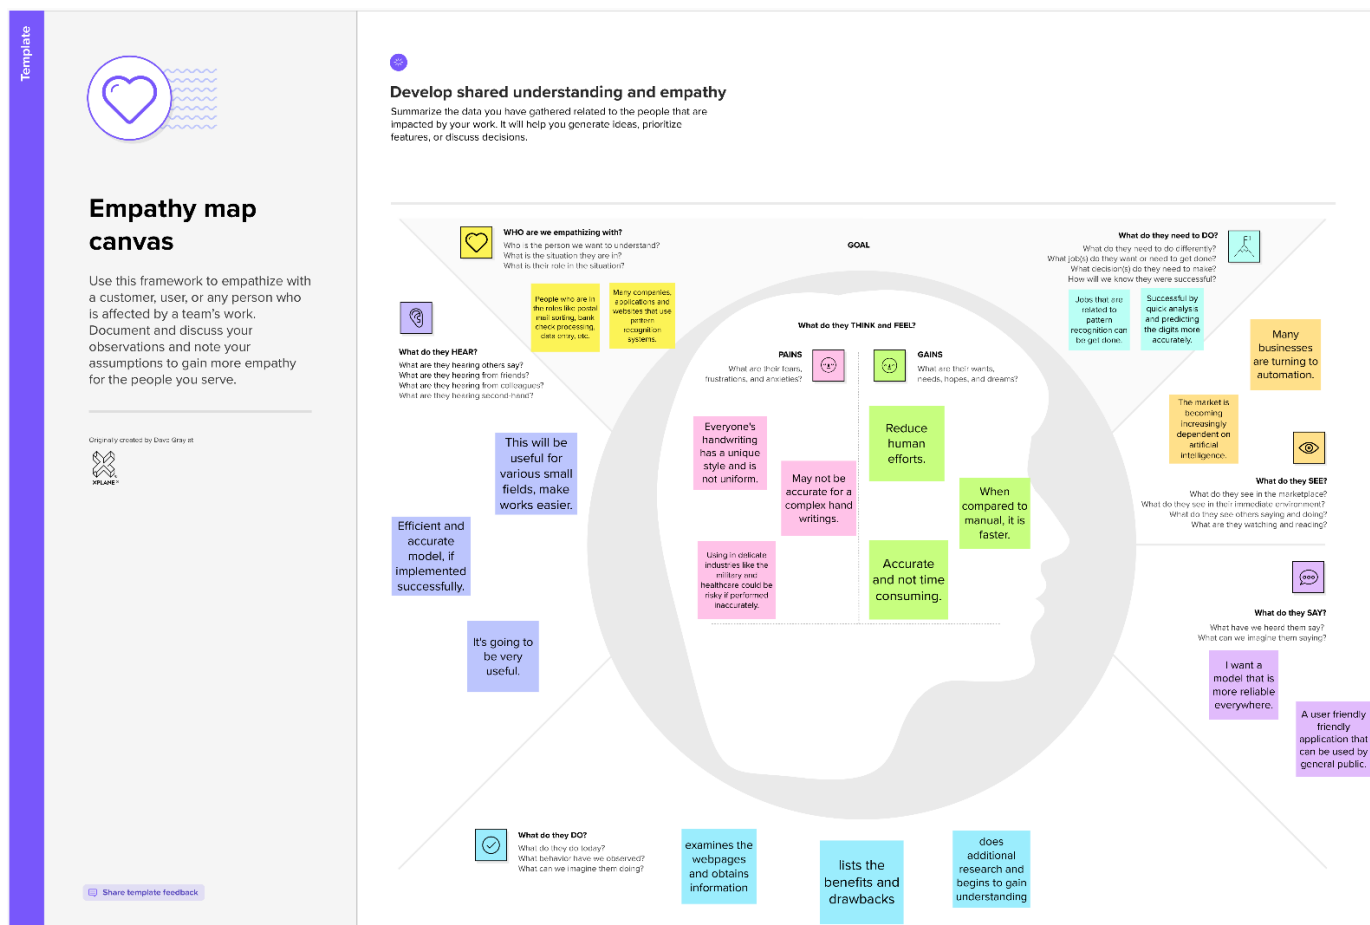 Template
Empathy map
canvas
Use this framework to empathize with
a customer, user, or any person who
is affected by a team's work.
Document and discuss your
observations and note your
assumptions to gain more empathy
for the people you serve.
Originally created by Dave Gray at
XPLANE
Share template feedback
Develop shared understanding and empathy
Summarize the data you have gathered related to the people that are
impacted by your work. It will help you generate ideas, prioritize
features, or discuss decisions.
WHO are we empathizing with?
Who is the person we want to understand?
What is the situation they are in?
What is their role in the situation?
People who are in
the roles like postal
mail sorting, bank
check processing,
data entry, etc.
Many companies,
applications and
websites that use
pattern
recognition
systems.
GOAL
What do they need to DO?
What do they need to do differently?
What job(s) do they want or need to get done?
What decision(s) do they need to make?
How will we know they were successful?
Jobs that are
related to
pattern
recognition can
be get done.
Successful by
quick analysis
and predicting
the digits more
accurately.
What do they HEAR?
What are they hearing others say?
What are they hearing from friends?
What are they hearing from colleagues?
What are they hearing second-hand?
This will be
useful for
various small
fields, make
works easier.
Efficient and
accurate
model, if
implemented
successfully.
It's going to
be very
useful.
What do they THINK and FEEL?
PAINS
What are their fears,
frustrations, and anxieties?
GAINS
What are their wants,
needs, hopes, and dreams?
Everyone's
handwriting
has a unique
style and is
not uniform.
May not be
accurate for a
complex hand
writings.
Using in delicate
industries like the
military and
healthcare could be
risky if performed
inaccurately.
Reduce
human
efforts.
When
compared to
manual, it is
faster.
Accurate
and not time
consuming.
Many
businesses
are turning to
automation.
The market is
becoming
increasingly
dependent on
artificial
intelligence.
What do they SEE?
What do they see in the marketplace?
What do they see in their immediate environment?
What do they see others saying and doing?
What are they watching and reading?
What do they SAY?
What have we heard them say?
What can we imagine them saying?
I want a
model that is
more reliable
everywhere.
A user friendly
friendly
application that
can be used by
general public.
What do they DO?
What do they do today?
What behavior have we observed?
What can we imagine them doing?
examines the
webpages
and obtains
information
lists the
benefits and
drawbacks
does
additional
research and
begins to gain
understanding